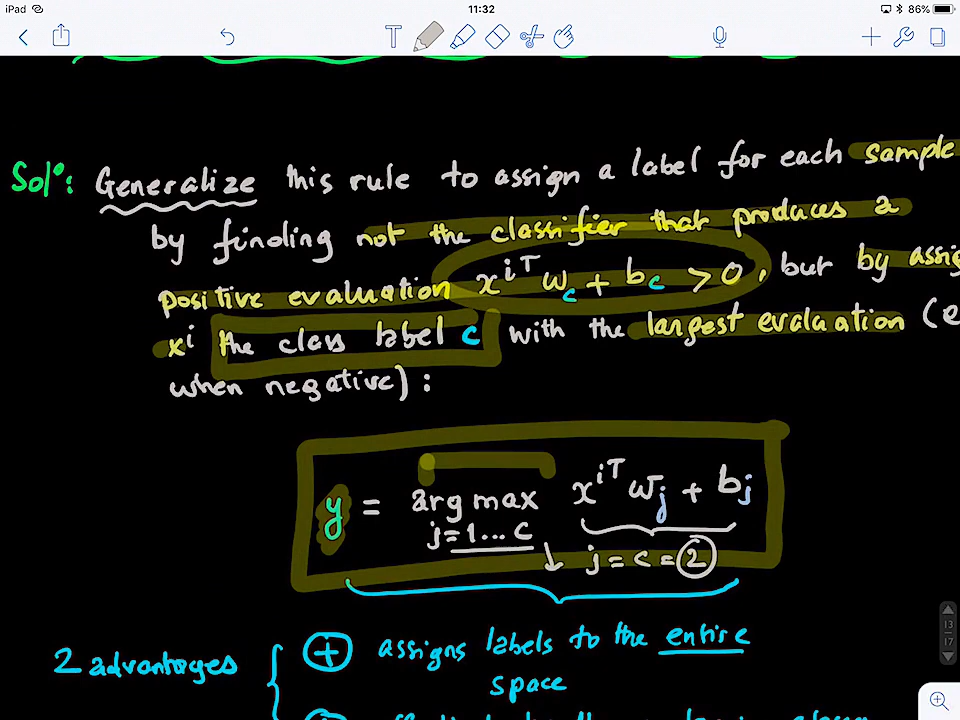 iPad 11:32 86%
T
Sol°: Generalize this rule to assign a label for each sample
by finding not the classifier that produces a
positive evaluation x^{iT} w_c + b_c > 0, but by assig
x^i the class label c with the largest evaluation (e
when negative):
y = arg max x^{iT} w_j + b_j
j=1...C ↓ j = c = 2
2 advantages { + assigns labels to the entire
space
13
17